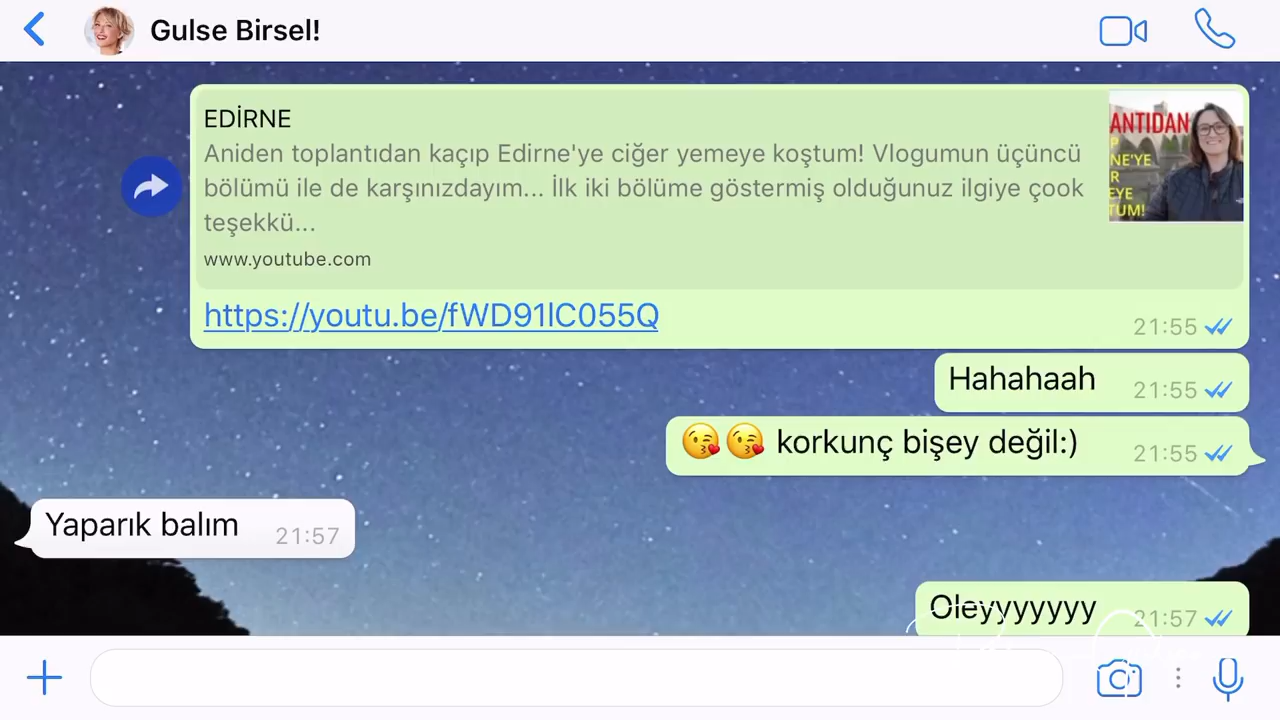 Gulse Birsel!
EDİRNE
Aniden toplantıdan kaçıp Edirne'ye ciğer yemeye koştum! Vlogumun üçüncü
bölümü ile de karşınızdayım... İlk iki bölüme göstermiş olduğunuz ilgiye çook
teşekkü...
www.youtube.com
ANTIDAN
P
NE'YE
R
EYE
TUM!
https://youtu.be/fWD91lC055Q
21:55
Hahahaah 21:55
😘😘 korkunç bişey değil:) 21:55
Yaparık balım 21:57
Oleyyyyyyy 21:57